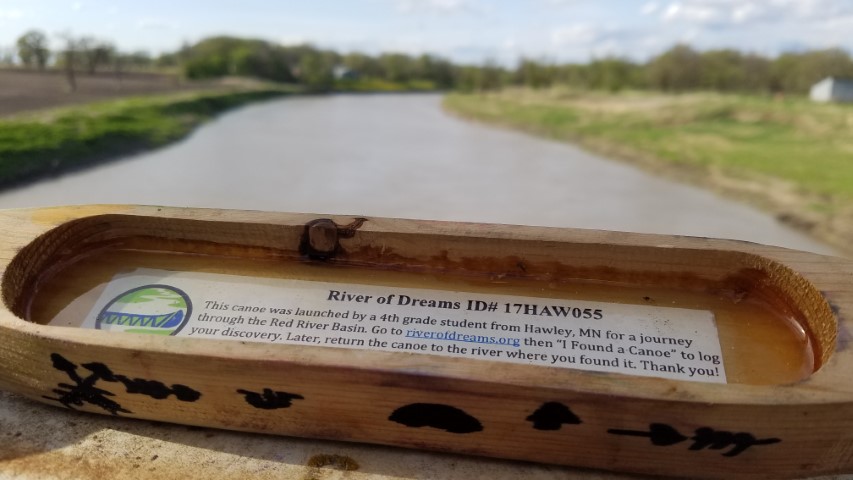 River of Dreams ID# 17HAW055
This canoe was launched by a 4th grade student from Hawley, MN for a journey
through the Red River Basin. Go to riverofdreams.org then "I Found a Canoe" to log
your discovery. Later, return the canoe to the river where you found it. Thank you!